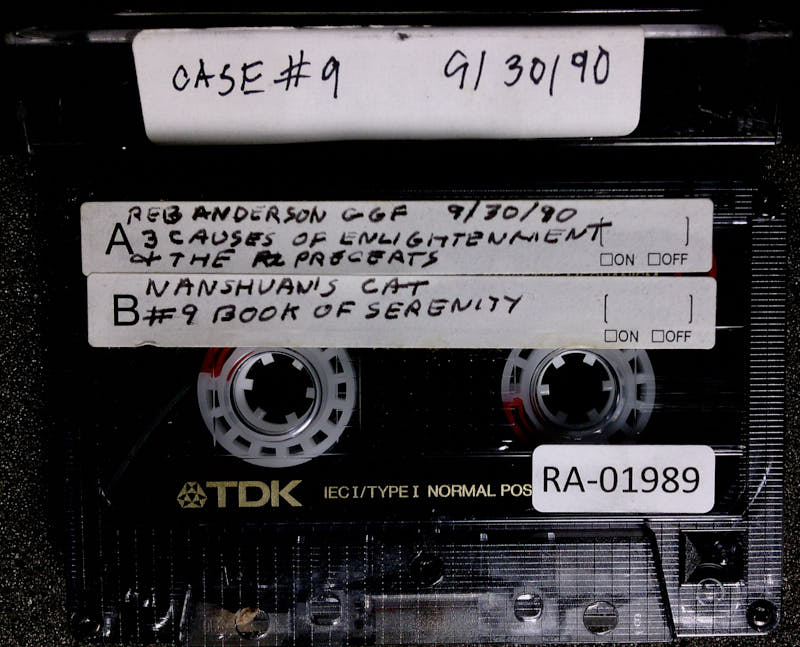 CASE #9 9/30/90
REB ANDERSON GGF 9/30/90
A 3 CAUSES OF ENLIGHTENMENT [ ]
& THE PRECEPTS □ON □OFF
NANSHUAN'S CAT
B #9 BOOK OF SERENITY [ ]
□ON □OFF
TDK IEC I/TYPE I NORMAL POS
RA-01989